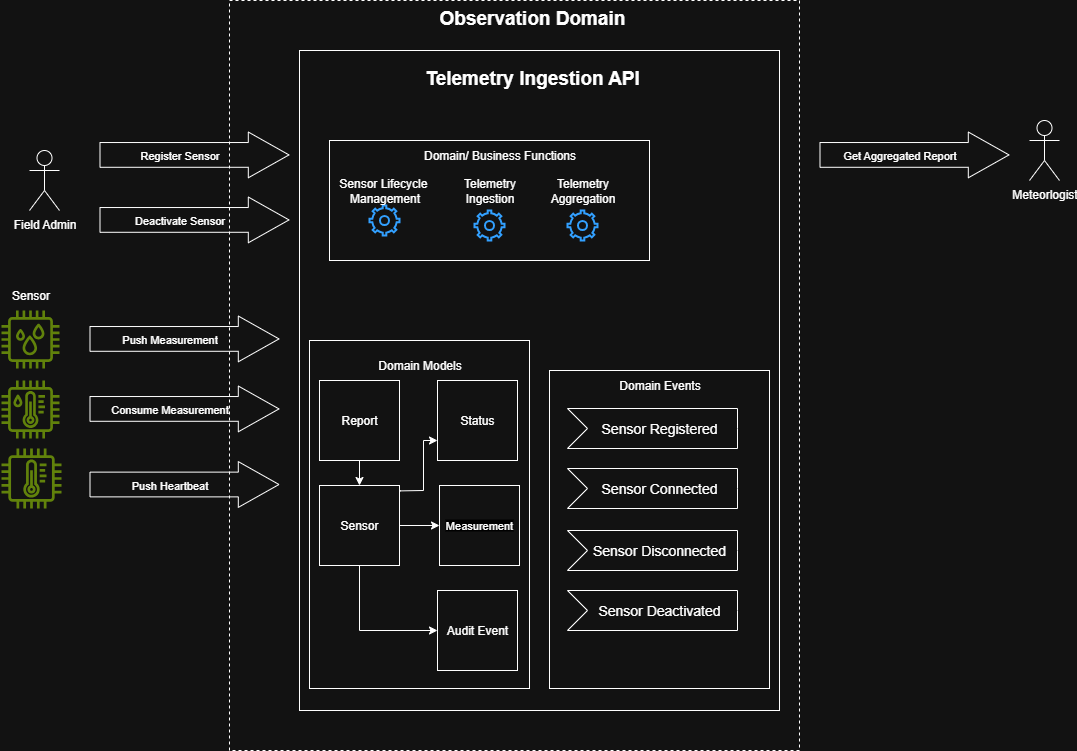 Observation Domain
Telemetry Ingestion API
Register Sensor
Deactivate Sensor
Field Admin
Sensor
Push Measurement
Consume Measurement
Push Heartbeat
Domain/ Business Functions
Sensor Lifecycle
Management
Telemetry
Ingestion
Telemetry
Aggregation
Get Aggregated Report
Meteorlogist
Domain Models
Report
Status
Sensor
Measurement
Audit Event
Domain Events
Sensor Registered
Sensor Connected
Sensor Disconnected
Sensor Deactivated